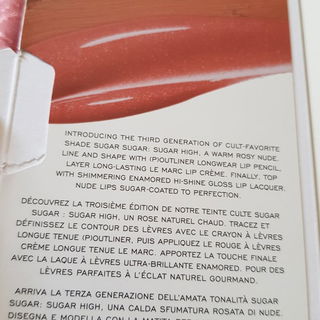 INTRODUCING THE THIRD GENERATION OF CULT-FAVORITE
SHADE SUGAR SUGAR: SUGAR HIGH, A WARM ROSY NUDE.
LINE AND SHAPE WITH (P)OUTLINER LONGWEAR LIP PENCIL,
LAYER LONG-LASTING LE MARC LIP CRÈME. FINALLY, TOP
WITH SHIMMERING ENAMORED HI-SHINE GLOSS LIP LACQUER.
NUDE LIPS SUGAR-COATED TO PERFECTION.
DÉCOUVREZ LA TROISIÈME ÉDITION DE NOTRE TEINTE CULTE SUGAR
SUGAR : SUGAR HIGH, UN ROSE NATUREL CHAUD. TRACEZ ET
DÉFINISSEZ LE CONTOUR DES LÈVRES AVEC LE CRAYON À LÈVRES
LONGUE TENUE (P)OUTLINER, PUIS APPLIQUEZ LE ROUGE À LÈVRES
CRÈME LONGUE TENUE LE MARC. APPORTEZ LA TOUCHE FINALE
AVEC LA LAQUE À LÈVRES ULTRA-BRILLANTE ENAMORED. POUR DES
LÈVRES PARFAITES À L'ÉCLAT NATUREL GOURMAND.
ARRIVA LA TERZA GENERAZIONE DELL'AMATA TONALITÀ SUGAR
SUGAR: SUGAR HIGH, UNA CALDA SFUMATURA ROSATA DI NUDE.
DISEGNA E MODELLA CON LA MATITA